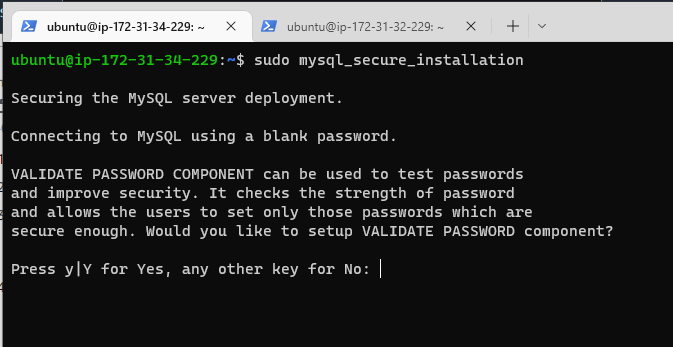 ubuntu@ip-172-31-34-229: ~
ubuntu@ip-172-31-32-229: ~
ubuntu@ip-172-31-34-229:~$ sudo mysql_secure_installation
Securing the MySQL server deployment.
Connecting to MySQL using a blank password.
VALIDATE PASSWORD COMPONENT can be used to test passwords
and improve security. It checks the strength of password
and allows the users to set only those passwords which are
secure enough. Would you like to setup VALIDATE PASSWORD component?
Press y|Y for Yes, any other key for No: